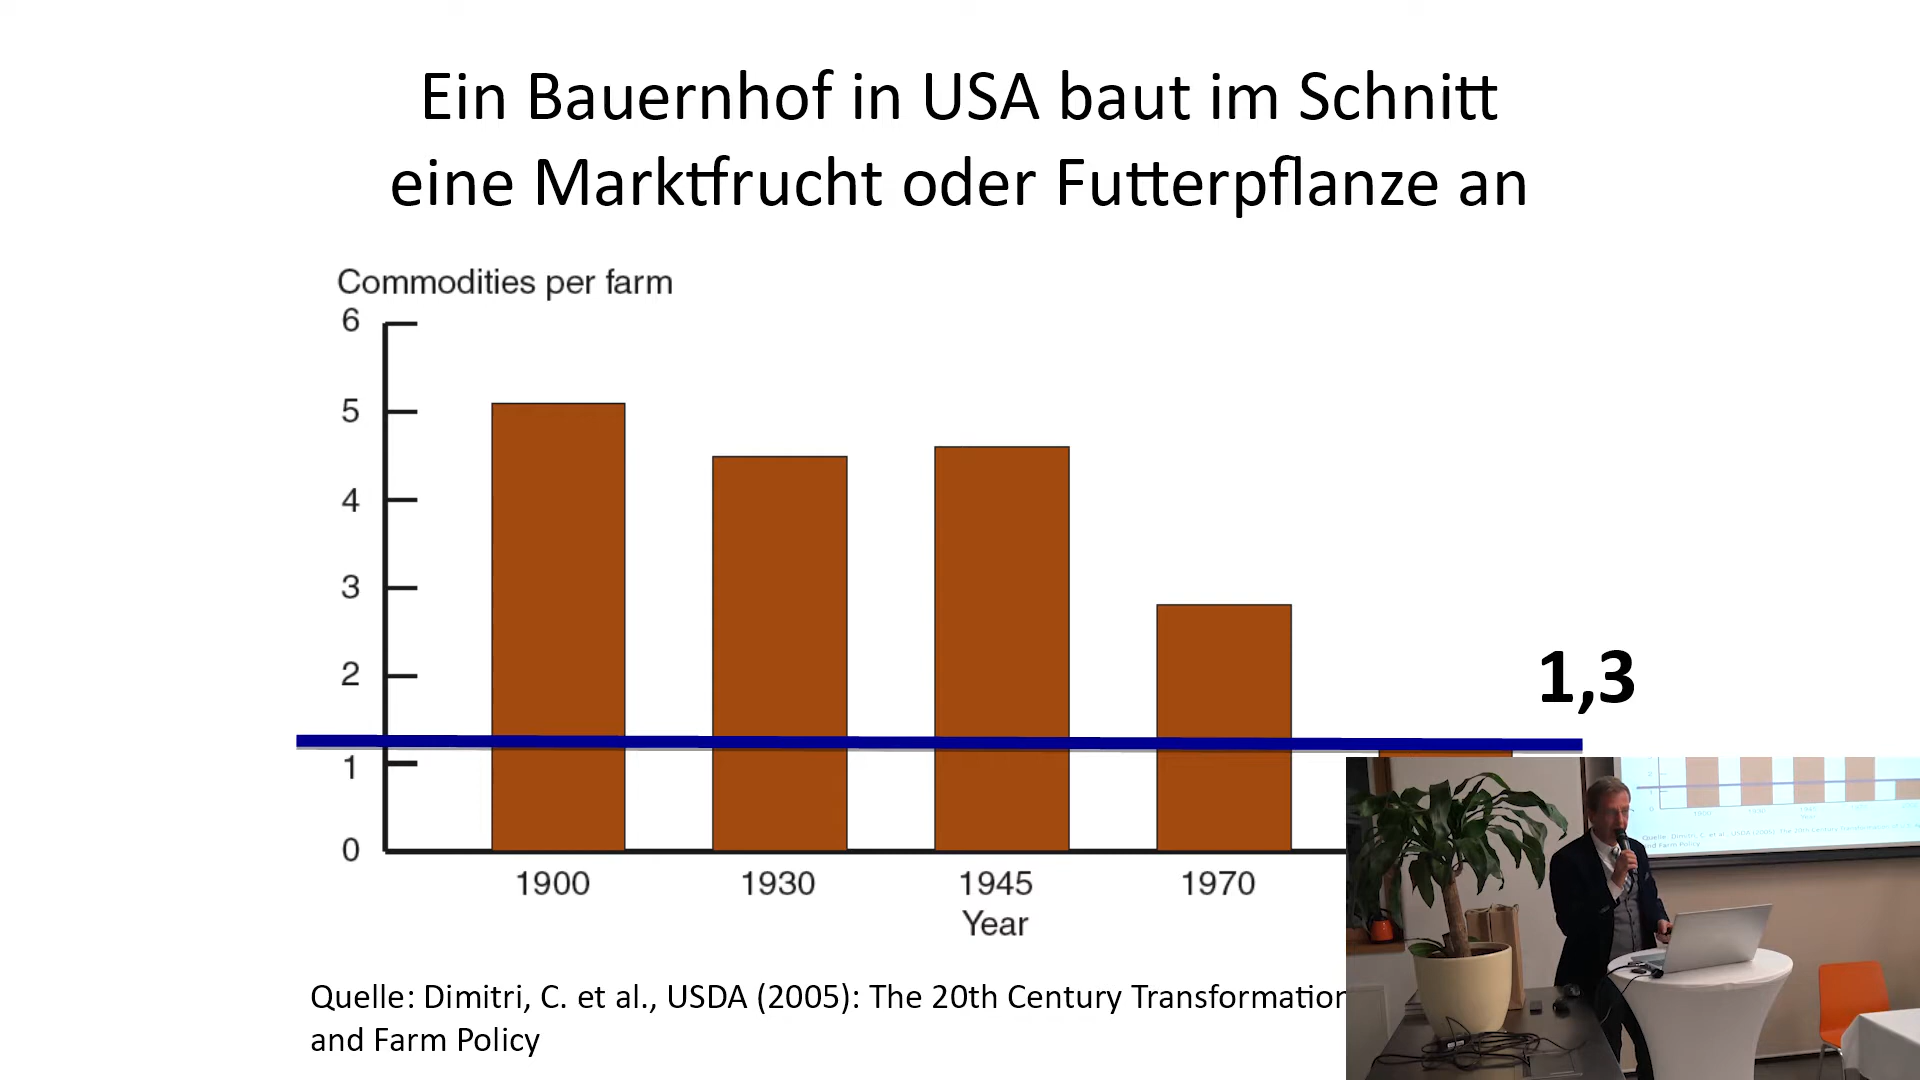 Ein Bauernhof in USA baut im Schnitt
eine Marktfrucht oder Futterpflanze an
Commodities per farm
6
5
4
3
2
1
0
1,3
1900 1930 1945 1970
Year
Quelle: Dimitri, C. et al., USDA (2005): The 20th Century Transformation
and Farm Policy